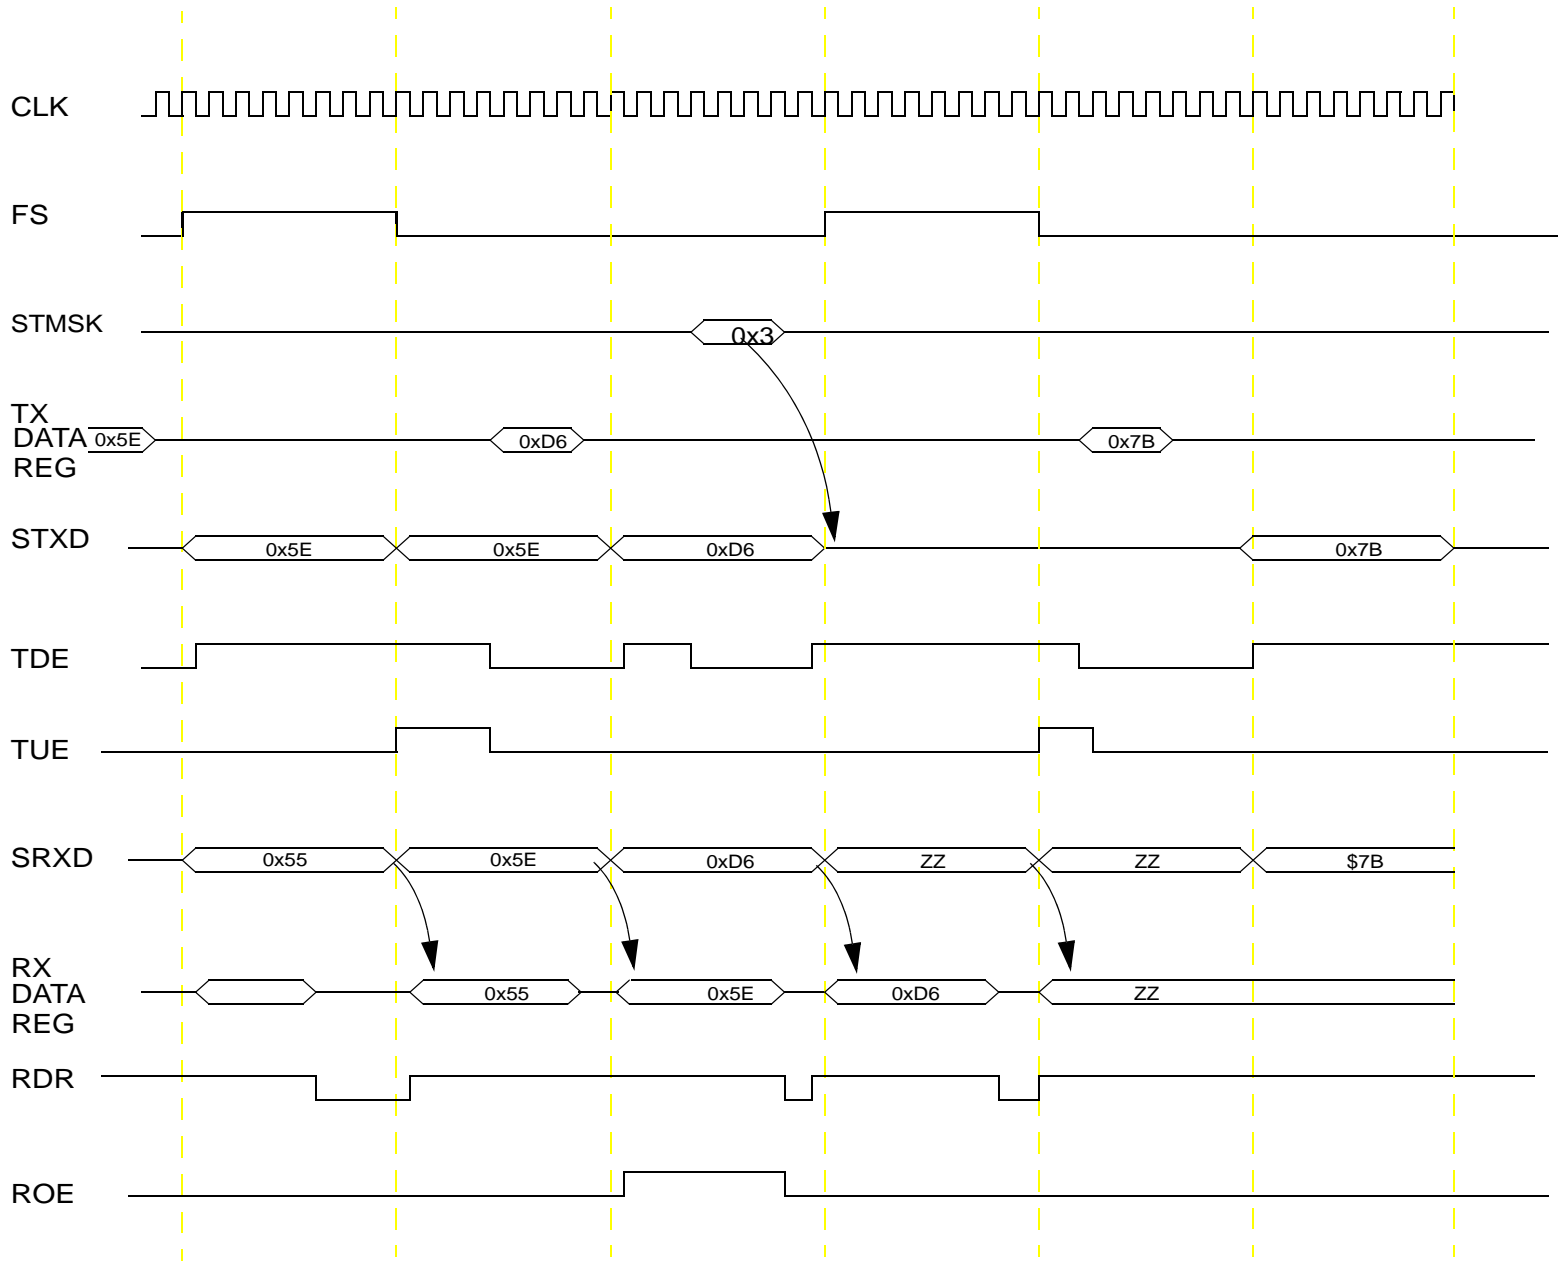 CLK
FS
STMSK
0x3
TX
DATA
REG
0x5E
0xD6
0x7B
STXD
0x5E
0x5E
0xD6
0x7B
TDE
TUE
SRXD
0x55
0x5E
0xD6
ZZ
ZZ
$7B
RX
DATA
REG
0x55
0x5E
0xD6
ZZ
RDR
ROE